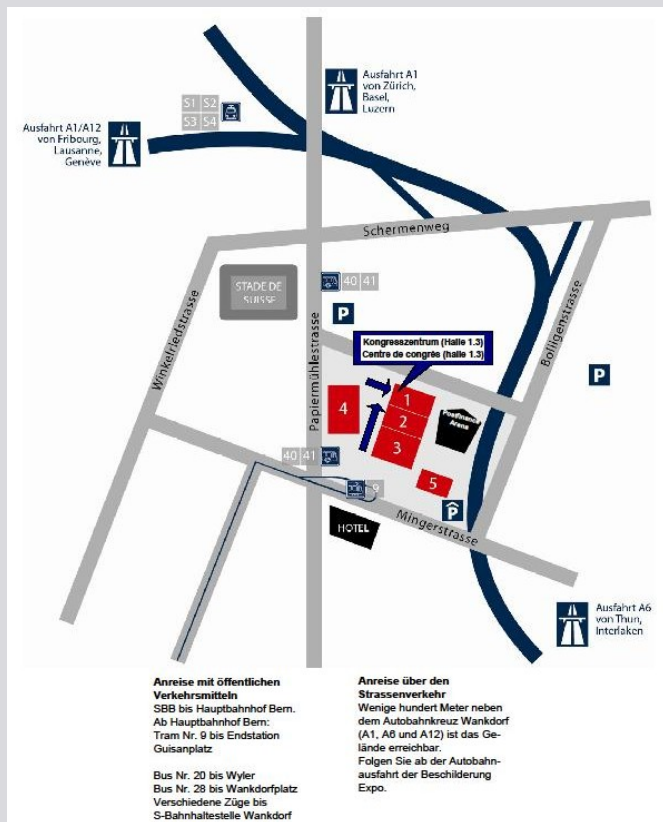 Ausfahrt A1
von Zürich,
Basel,
Luzern
S1 S2
S3 S4
Ausfahrt A1/A12
von Fribourg,
Lausanne,
Genève
Schermenweg
STADE DE
SUISSE
40 41
P
Winkelriedstrasse
Papiermühlestrasse
Bolligenstrasse
Kongresszentrum (Halle 1.3)
Centre de congrés (halle 1.3)
P
1
4
2
Postfinance
Arena
3
40 41
5
9
P
Mingerstrasse
HOTEL
Ausfahrt A6
von Thun,
Interlaken
Anreise mit öffentlichen
Verkehrsmitteln
SBB bis Hauptbahnhof Bern.
Ab Hauptbahnhof Bern:
Tram Nr. 9 bis Endstation
Guisanplatz
Bus Nr. 20 bis Wyler
Bus Nr. 28 bis Wankdorfplatz
Verschiedene Züge bis
S-Bahnhaltestelle Wankdorf
Anreise über den
Strassenverkehr
Wenige hundert Meter neben
dem Autobahnkreuz Wankdorf
(A1, A6 und A12) ist das Ge-
lände erreichbar.
Folgen Sie ab der Autobahn-
ausfahrt der Beschilderung
Expo.